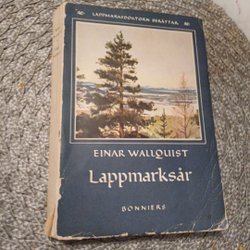 LAPPMARKSDOKTORN BERÄTTAR
EINAR WALLQUIST
Lappmarksår
BONNIERS